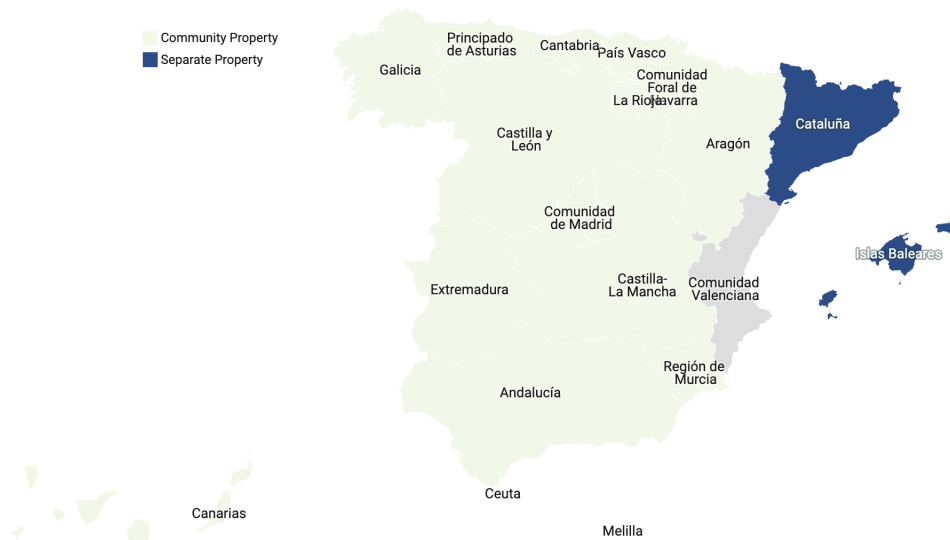 Community Property
Separate Property
Principado
de Asturias
Cantabria
País Vasco
Galicia
Comunidad
Foral de
Navarra
La Rioja
Cataluña
Castilla y
León
Aragón
Comunidad
de Madrid
Islas Baleares
Extremadura
Castilla-
La Mancha
Comunidad
Valenciana
Región de
Murcia
Andalucía
Ceuta
Canarias
Melilla